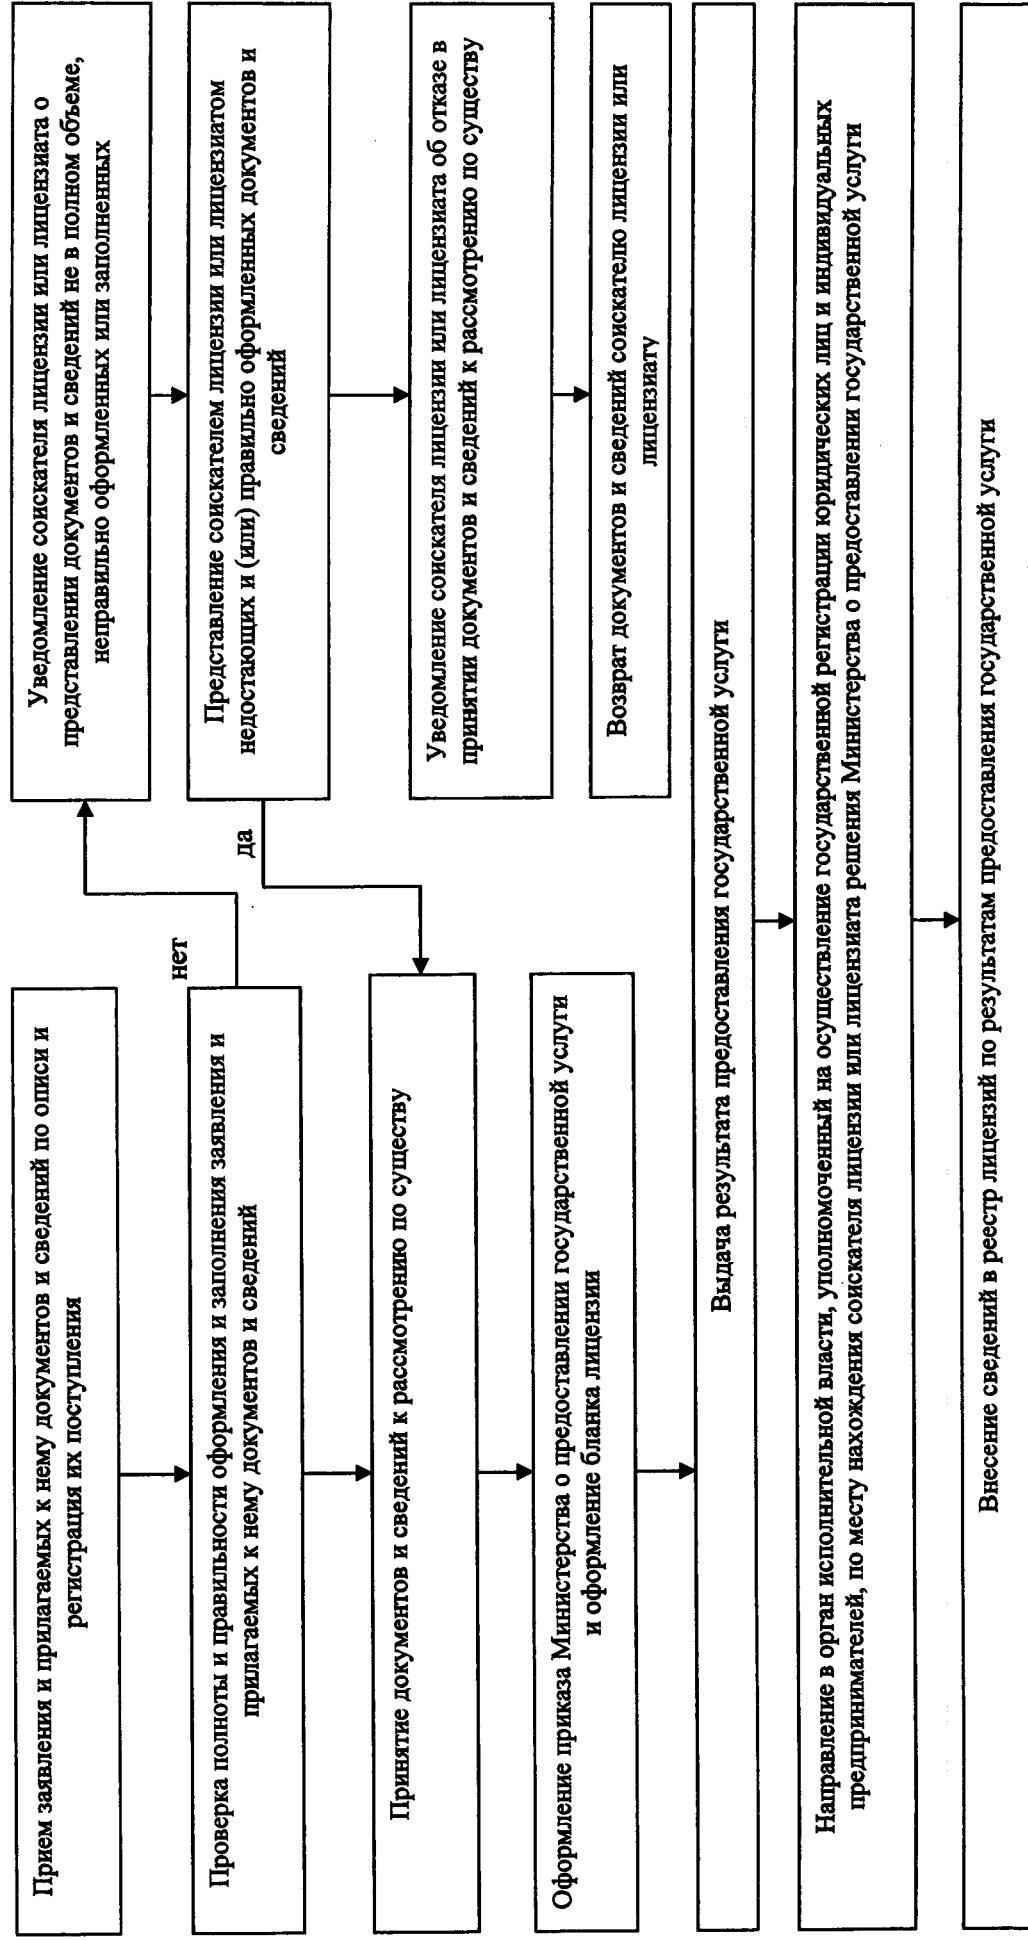 Прием заявления и прилагаемых к нему документов и сведений по описи и
регистрация их поступления
Уведомление соискателя лицензии или лицензиата о
представлении документов и сведений не в полном объеме,
неправильно оформленных или заполненных
нет
Проверка полноты и правильности оформления и заполнения заявления и
прилагаемых к нему документов и сведений
Представление соискателем лицензии или лицензиатом
недостающих и (или) правильно оформленных документов и
сведений
да
Принятие документов и сведений к рассмотрению по существу
Уведомление соискателя лицензии или лицензиата об отказе в
принятии документов и сведений к рассмотрению по существу
Оформление приказа Министерства о предоставлении государственной услуги
и оформление бланка лицензии
Возврат документов и сведений соискателю лицензии или
лицензиату
Выдача результата предоставления государственной услуги
Направление в орган исполнительной власти, уполномоченный на осуществление государственной регистрации юридических лиц и индивидуальных
предпринимателей, по месту нахождения соискателя лицензии или лицензиата решения Министерства о предоставлении государственной услуги
Внесение сведений в реестр лицензий по результатам предоставления государственной услуги